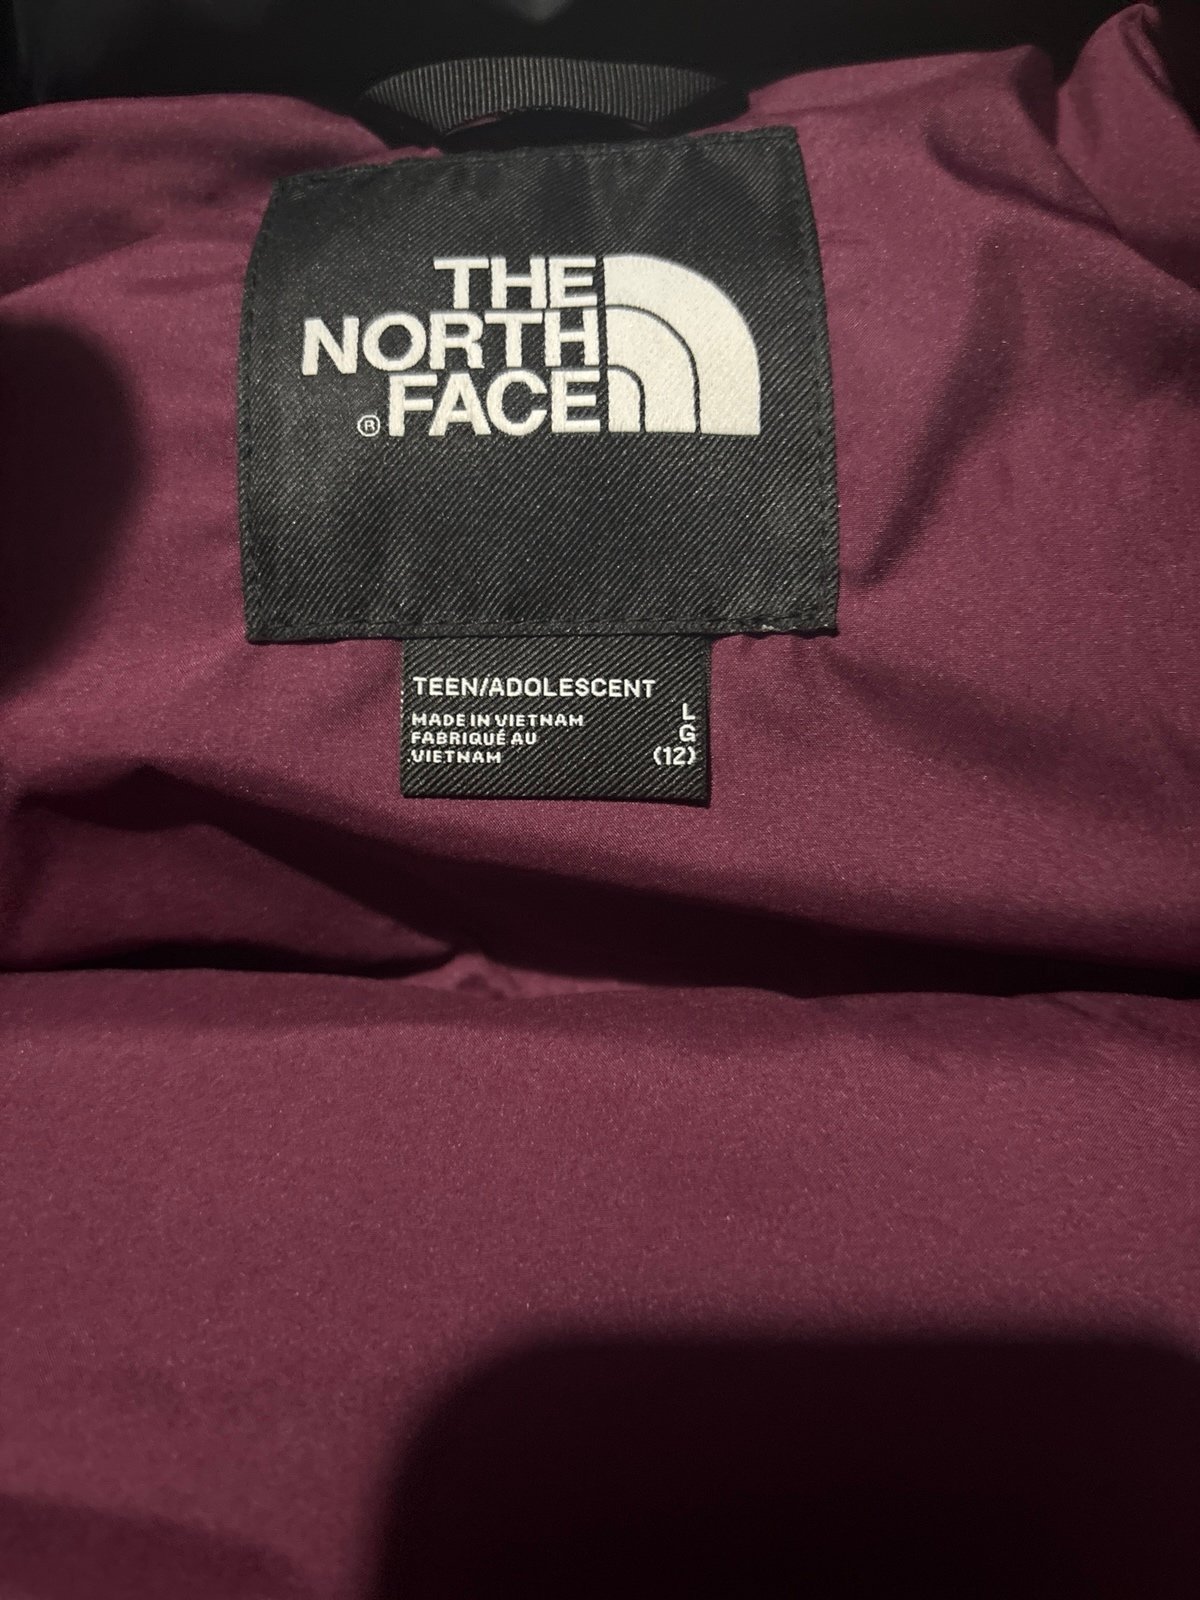 THE
NORTH
FACE
®
TEEN/ADOLESCENT
MADE IN VIETNAM
FABRIQUÉ AU
VIETNAM
L
G
(12)